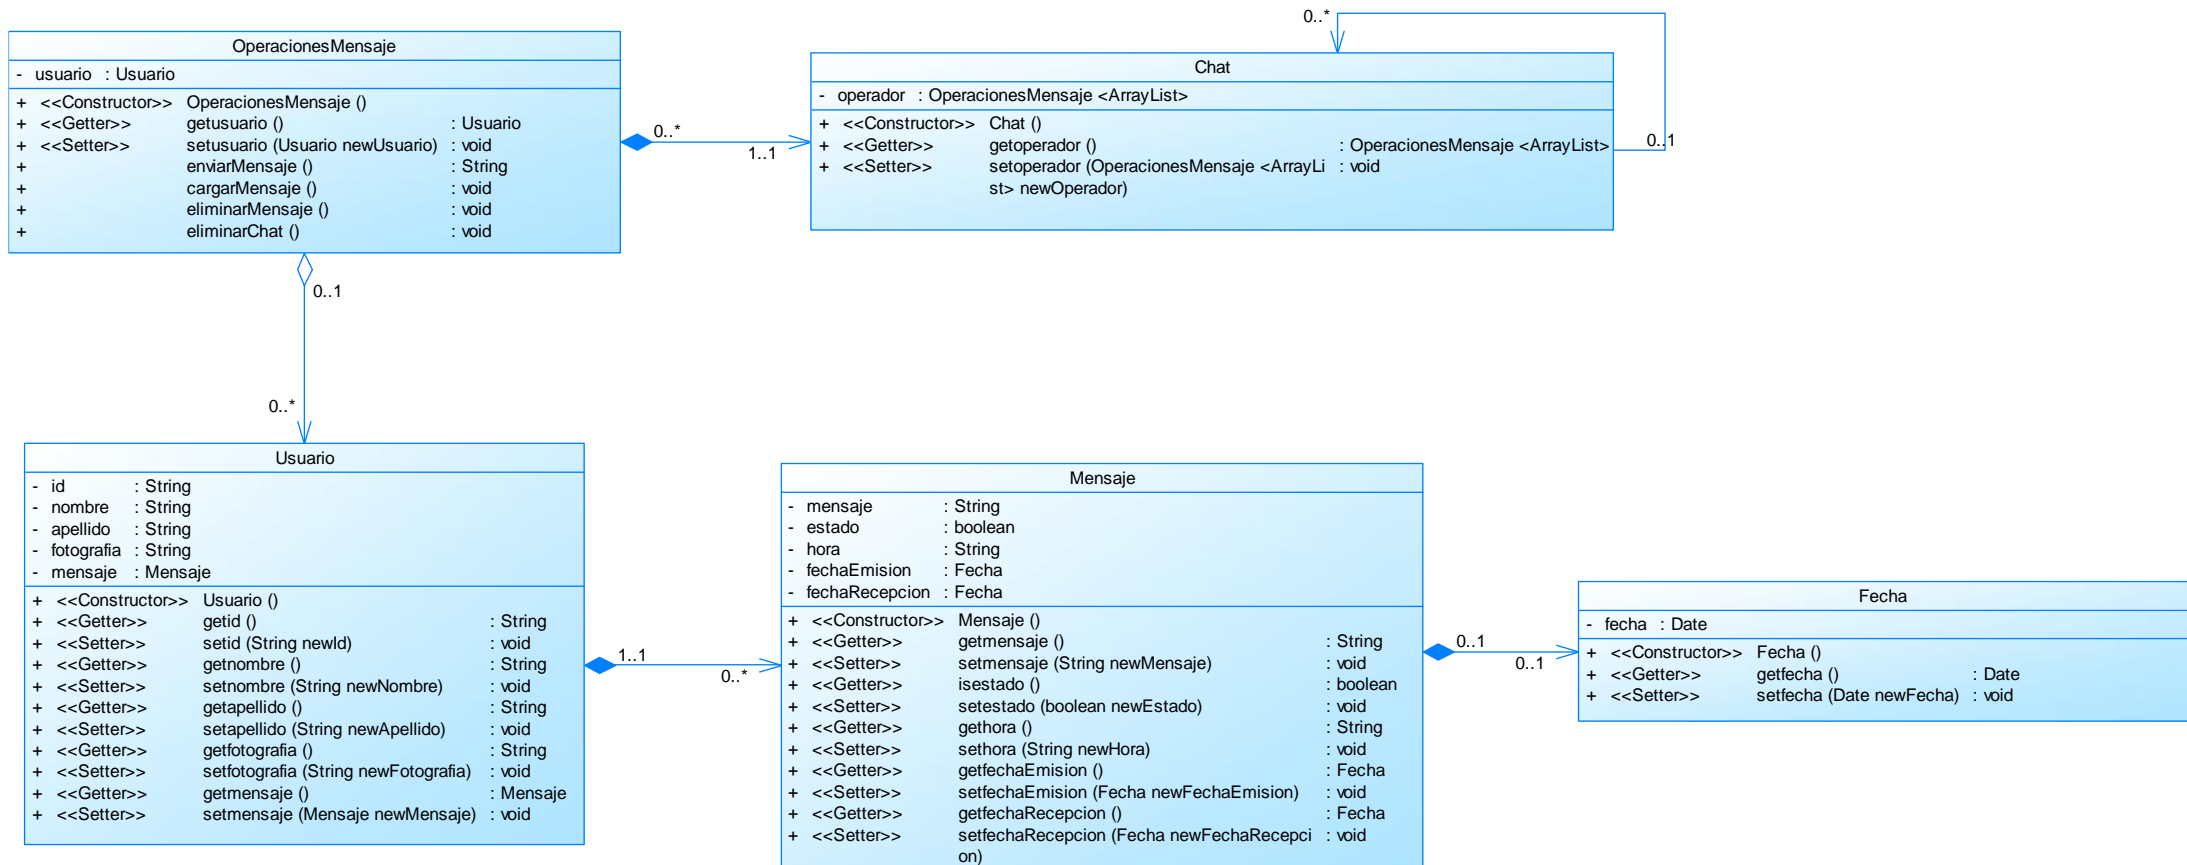 OperacionesMensaje
- usuario : Usuario
+ <<Constructor>> OperacionesMensaje ()
+ <<Getter>> getusuario () : Usuario
+ <<Setter>> setusuario (Usuario newUsuario) : void
+ enviarMensaje () : String
+ cargarMensaje () : void
+ eliminarMensaje () : void
+ eliminarChat () : void
0..*
1..1
Chat
- operador : OperacionesMensaje <ArrayList>
+ <<Constructor>> Chat ()
+ <<Getter>> getoperador () : OperacionesMensaje <ArrayList>
+ <<Setter>> setoperador (OperacionesMensaje <ArrayLi : void
st> newOperador)
0..*
0..1
0..1
0..*
Usuario
- id : String
- nombre : String
- apellido : String
- fotografia : String
- mensaje : Mensaje
+ <<Constructor>> Usuario ()
+ <<Getter>> getid () : String
+ <<Setter>> setid (String newId) : void
+ <<Getter>> getnombre () : String
+ <<Setter>> setnombre (String newNombre) : void
+ <<Getter>> getapellido () : String
+ <<Setter>> setapellido (String newApellido) : void
+ <<Getter>> getfotografia () : String
+ <<Setter>> setfotografia (String newFotografia) : void
+ <<Getter>> getmensaje () : Mensaje
+ <<Setter>> setmensaje (Mensaje newMensaje) : void
1..1
0..*
Mensaje
- mensaje : String
- estado : boolean
- hora : String
- fechaEmision : Fecha
- fechaRecepcion : Fecha
+ <<Constructor>> Mensaje ()
+ <<Getter>> getmensaje () : String
+ <<Setter>> setmensaje (String newMensaje) : void
+ <<Getter>> isestado () : boolean
+ <<Setter>> setestado (boolean newEstado) : void
+ <<Getter>> gethora () : String
+ <<Setter>> sethora (String newHora) : void
+ <<Getter>> getfechaEmision () : Fecha
+ <<Setter>> setfechaEmision (Fecha newFechaEmision) : void
+ <<Getter>> getfechaRecepcion () : Fecha
+ <<Setter>> setfechaRecepcion (Fecha newFechaRecepci : void
on)
0..1
0..1
Fecha
- fecha : Date
+ <<Constructor>> Fecha ()
+ <<Getter>> getfecha () : Date
+ <<Setter>> setfecha (Date newFecha) : void